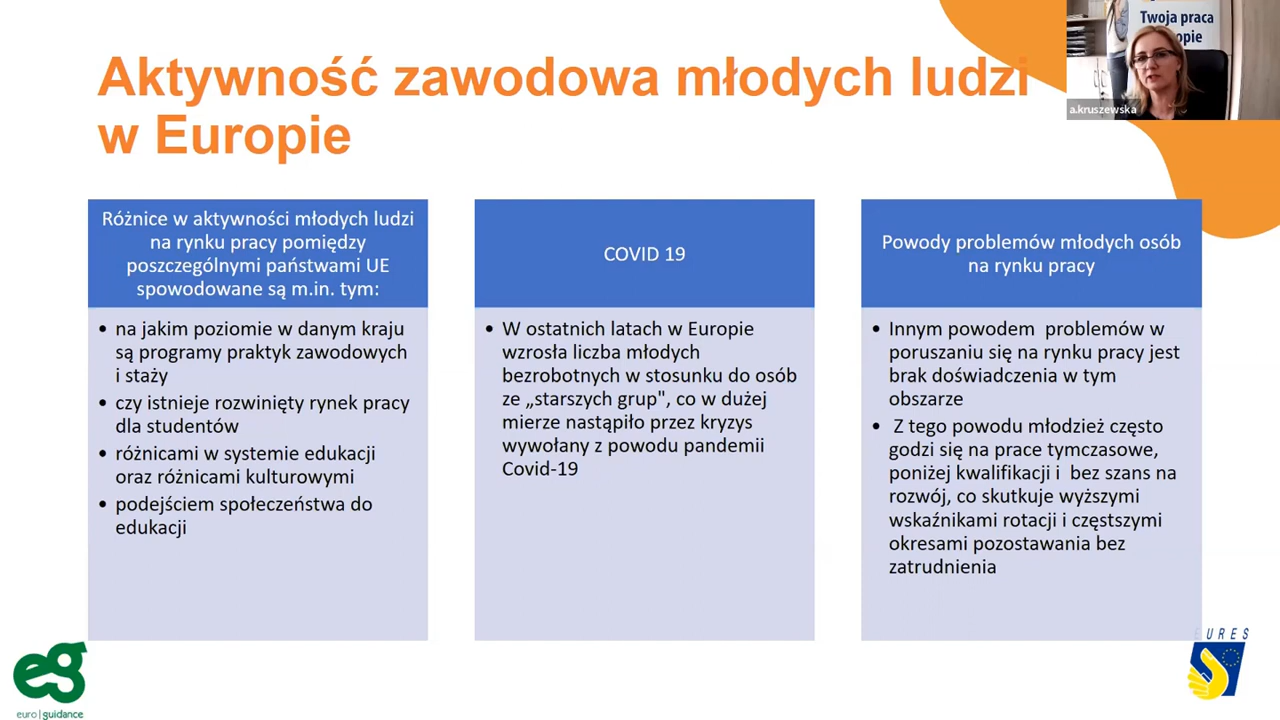 Aktywność zawodowa młodych ludzi
w Europie
Twoja praca
opie
a.kruszewska
Różnice w aktywności młodych ludzi
na rynku pracy pomiędzy
poszczególnymi państwami UE
spowodowane są m.in. tym:
• na jakim poziomie w danym kraju
są programy praktyk zawodowych
i staży
• czy istnieje rozwinięty rynek pracy
dla studentów
• różnicami w systemie edukacji
oraz różnicami kulturowymi
• podejściem społeczeństwa do
edukacji
COVID 19
• W ostatnich latach w Europie
wzrosła liczba młodych
bezrobotnych w stosunku do osób
ze „starszych grup", co w dużej
mierze nastąpiło przez kryzys
wywołany z powodu pandemii
Covid-19
Powody problemów młodych osób
na rynku pracy
• Innym powodem  problemów w
poruszaniu się na rynku pracy jest
brak doświadczenia w tym
obszarze
•  Z tego powodu młodzież często
godzi się na prace tymczasowe,
poniżej kwalifikacji i  bez szans na
rozwój, co skutkuje wyższymi
wskaźnikami rotacji i częstszymi
okresami pozostawania bez
zatrudnienia
eg
euro|guidance
EURES